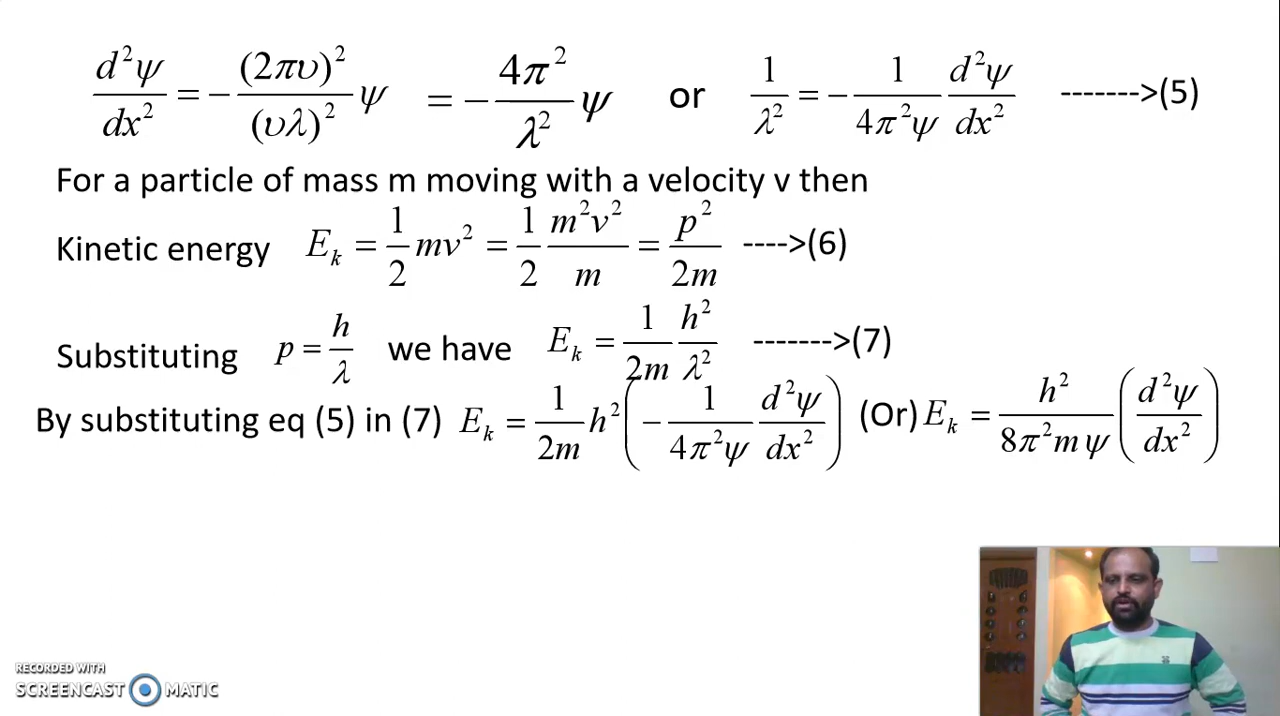 d²ψ/dx² = −(2πυ)²/(υλ)² ψ = −4π²/λ² ψ or 1/λ² = −1/4π²ψ d²ψ/dx² ------->(5)
For a particle of mass m moving with a velocity v then
Kinetic energy E_k = 1/2 mv² = 1/2 m²v²/m = p²/2m ---->(6)
Substituting p = h/λ we have E_k = 1/2m h²/λ² ------->(7)
By substituting eq (5) in (7) E_k = 1/2m h² (−1/4π²ψ d²ψ/dx²) (Or) E_k = h²/8π²mψ (d²ψ/dx²)
RECORDED WITH
SCREENCAST MATIC